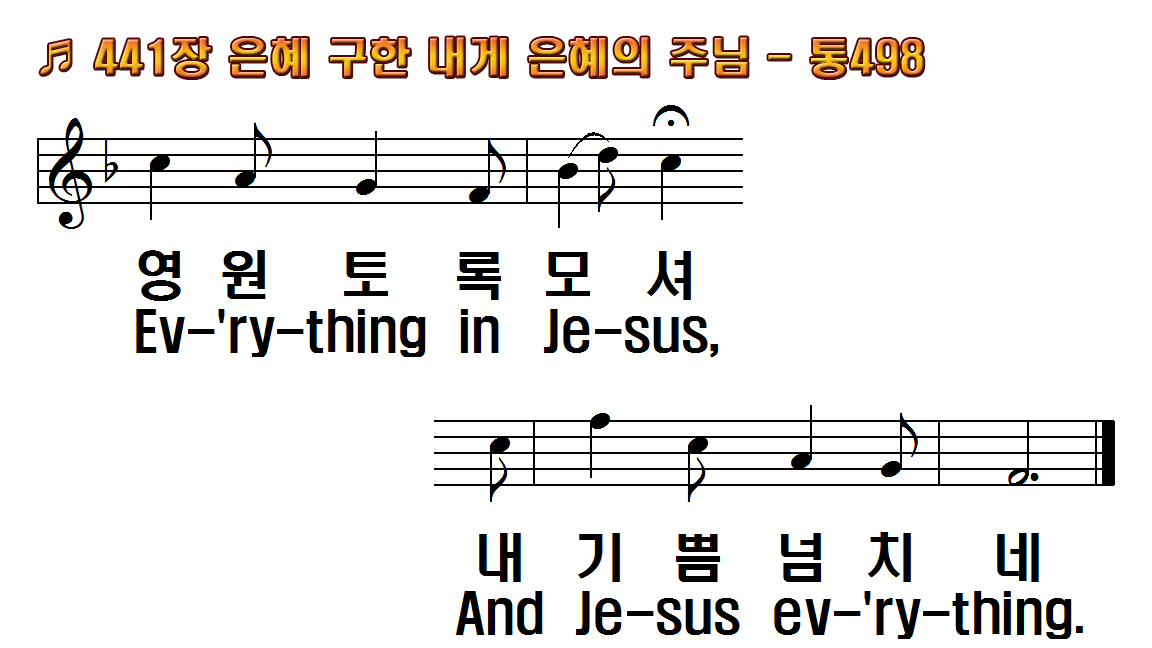 ♬ 441장 은혜 구한 내게 은혜의 주님 - 통498
영 원 토 록 모 셔
Ev-'ry-thing in Je-sus,
내 기 쁨 넘 치 네
And Je-sus ev-'ry-thing.